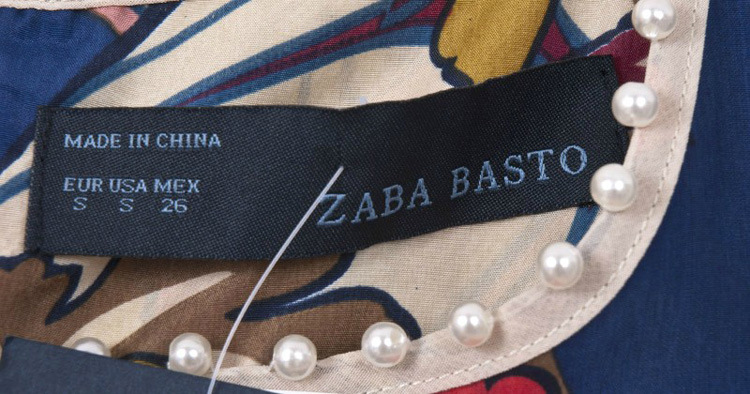 MADE IN CHINA
EUR USA MEX
S S 26
ZABA BASTO